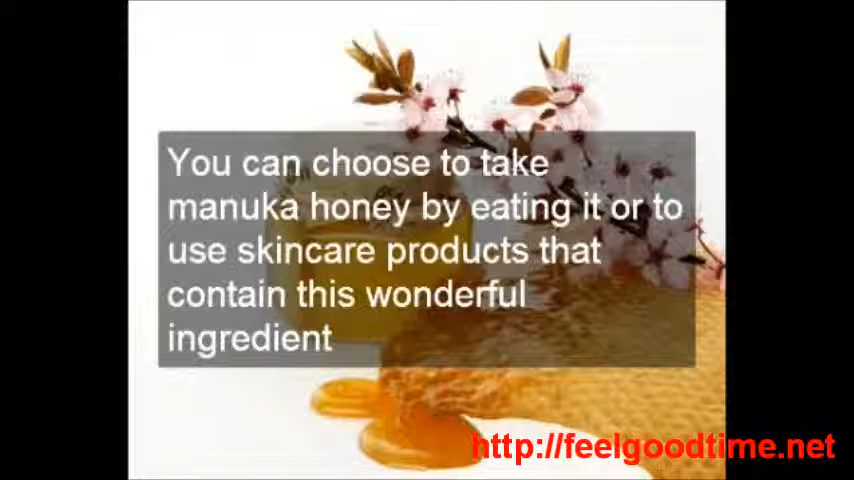 You can choose to take
manuka honey by eating it or to
use skincare products that
contain this wonderful
ingredient
http://feelgoodtime.net